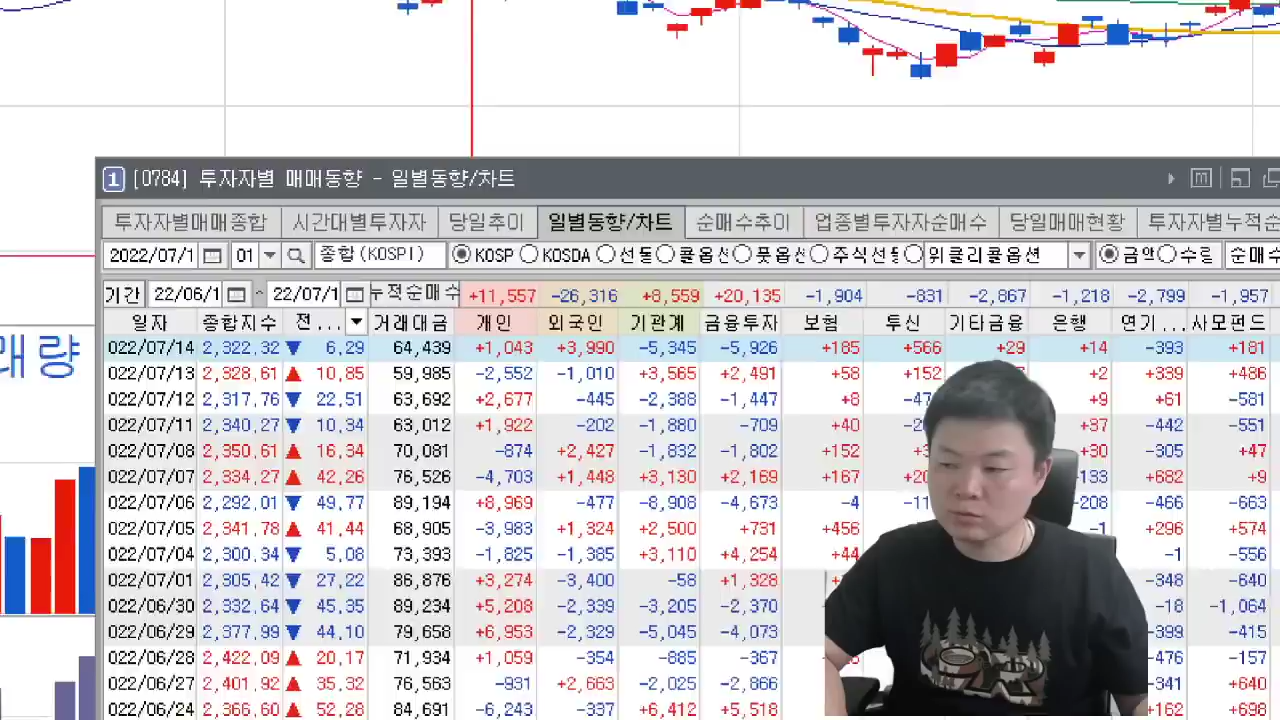 1 [0784] 투자자별 매매동향 - 일별동향/차트
투자자별매매종합 시간대별투자자 당일추이 일별동향/차트 순매수추이 업종별투자자순매수 당일매매현황 투자자별누적순
2022/07/1 01 종합(KOSPI) KOSP KOSDA 선물 콜옵션 풋옵션 주식선물 위클리콜옵션 금액 수량 순매수
기간 22/06/1 ~ 22/07/1 누적순매수 +11,557 -26,316 +8,559 +20,135 -1,904 -831 -2,867 -1,218 -2,799 -1,957
일자 종합지수 전... 거래대금 개인 외국인 기관계 금융투자 보험 투신 기타금융 은행 연기... 사모펀드
022/07/14 2,322.32 ▼ 6.29 64,439 +1,043 +3,990 -5,345 -5,926 +185 +566 +29 +14 -393 +181
래량
022/07/13 2,328.61 ▲ 10.85 59,985 -2,552 -1,010 +3,565 +2,491 +58 +152 +2 +339 +486
022/07/12 2,317.76 ▼ 22.51 63,692 +2,677 -445 -2,388 -1,447 +8 -47 +9 +61 -581
022/07/11 2,340.27 ▼ 10.34 63,012 +1,922 -202 -1,880 -709 +40 -2 +37 -442 -551
022/07/08 2,350.61 ▲ 16.34 70,081 -874 +2,427 -1,832 -1,802 +152 +30 -305 +47
022/07/07 2,334.27 ▲ 42.26 76,526 -4,703 +1,448 +3,130 +2,169 +167 +20 -133 +682 +9
022/07/06 2,292.01 ▼ 49.77 89,194 +8,969 -477 -8,908 -4,673 -4 -11 -208 -466 -663
022/07/05 2,341.78 ▲ 41.44 68,905 -3,983 +1,324 +2,500 +731 +456 -1 +296 +574
022/07/04 2,300.34 ▼ 5.08 73,393 -1,825 -1,385 +3,110 +4,254 +44 -1 -556
022/07/01 2,305.42 ▼ 27.22 86,876 +3,274 -3,400 -58 +1,328 -348 -640
022/06/30 2,332.64 ▼ 45.35 89,234 +5,208 -2,339 -3,205 -2,370 -18 -1,064
022/06/29 2,377.99 ▼ 44.10 79,658 +6,953 -2,329 -5,045 -4,073 -399 -415
022/06/28 2,422.09 ▲ 20.17 71,934 +1,059 -354 -885 -367 -476 -157
022/06/27 2,401.92 ▲ 35.32 76,563 -931 +2,663 -2,025 -2,866 -341 +640
022/06/24 2,366.60 ▲ 52.28 84,691 -6,243 -337 +6,412 +5,518 +162 +698